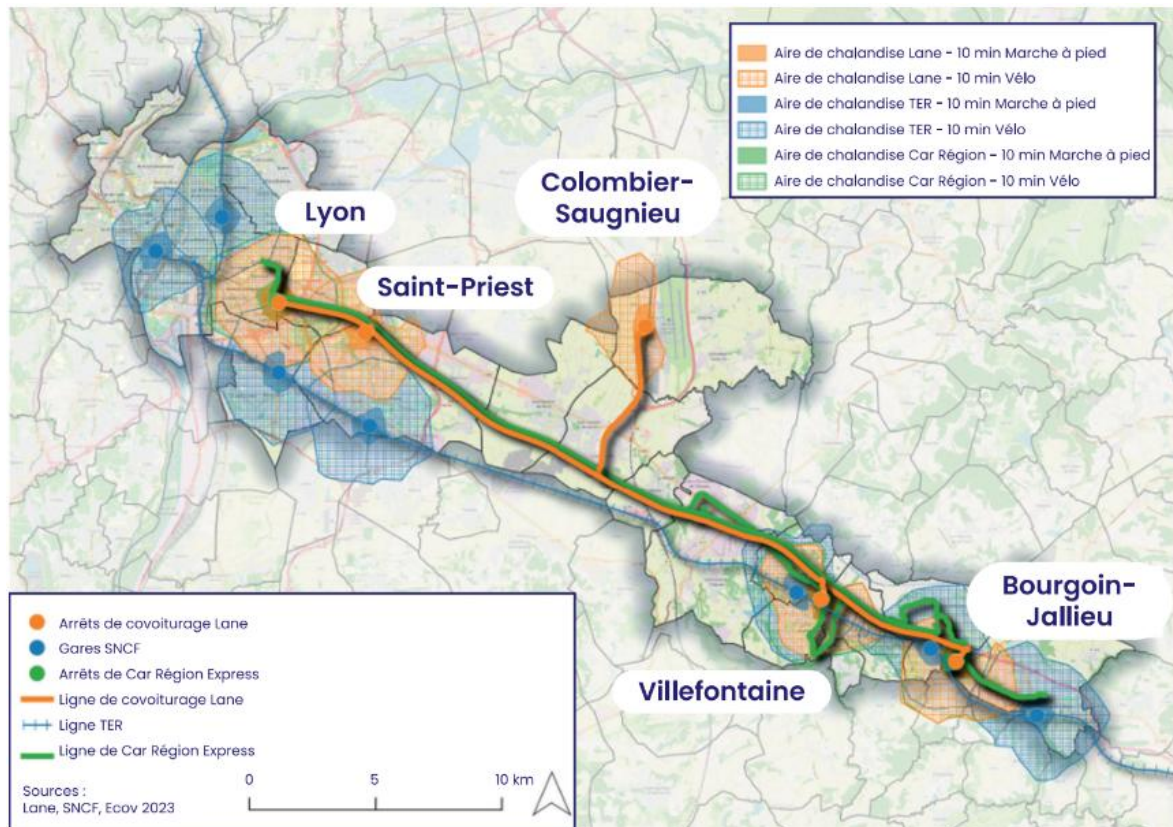 Aire de chalandise Lane - 10 min Marche à pied
Aire de chalandise Lane - 10 min Vélo
Aire de chalandise TER - 10 min Marche à pied
Aire de chalandise TER - 10 min Vélo
Aire de chalandise Car Région - 10 min Marche à pied
Aire de chalandise Car Région - 10 min Vélo
Colombier-
Saugnieu
Lyon
Saint-Priest
Bourgoin-
Jallieu
Villefontaine
Arrêts de covoiturage Lane
Gares SNCF
Arrêts de Car Région Express
Ligne de covoiturage Lane
Ligne TER
Ligne de Car Région Express
Sources :
Lane, SNCF, Ecov 2023
0 5 10 km